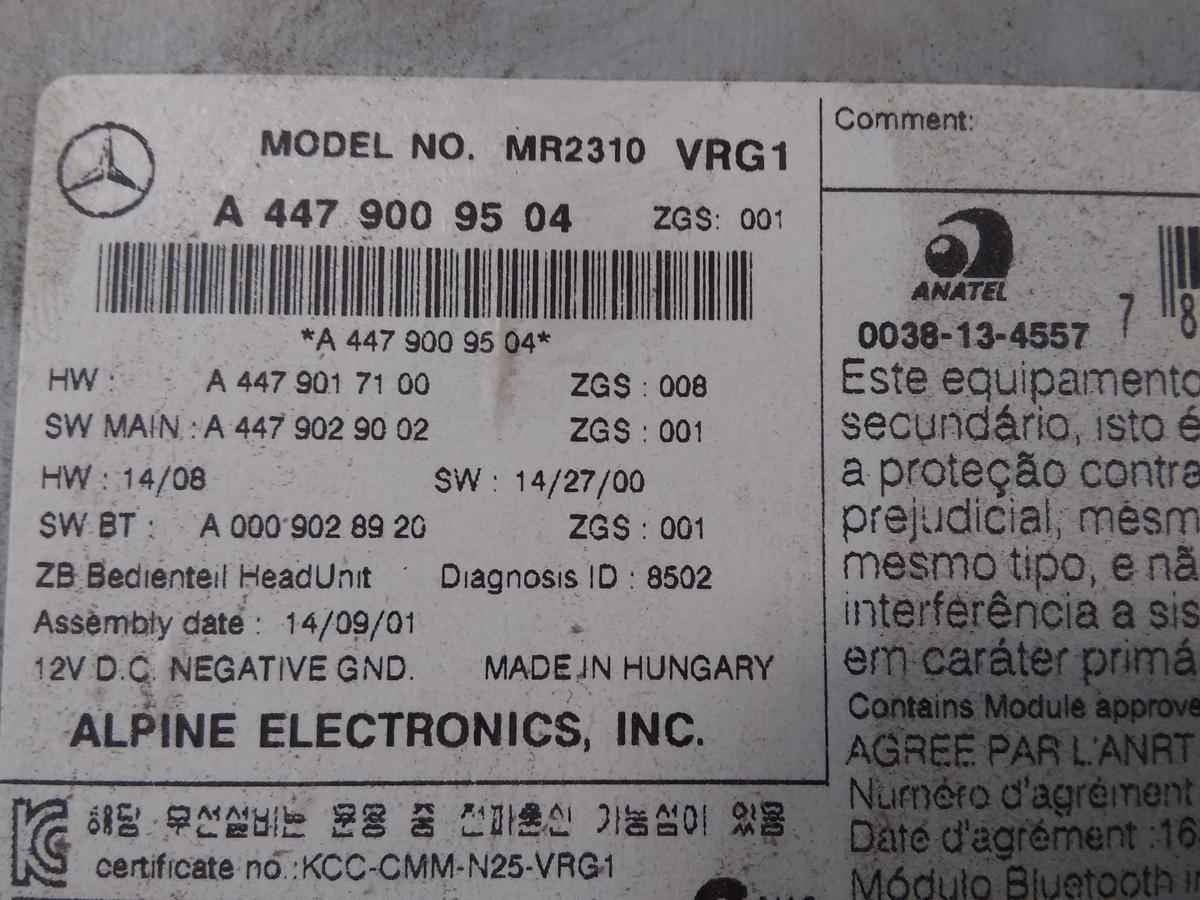 MODEL NO. MR2310 VRG1
A 447 900 95 04 ZGS: 001
*A 447 900 95 04*
HW : A 447 901 71 00 ZGS : 008
SW MAIN : A 447 902 90 02 ZGS : 001
HW : 14/08 SW : 14/27/00
SW BT : A 000 902 89 20 ZGS : 001
ZB Bedienteil HeadUnit Diagnosis ID : 8502
Assembly date : 14/09/01
12V D.C. NEGATIVE GND. MADE IN HUNGARY
ALPINE ELECTRONICS, INC.
해당 무선설비는 운용 중 전파혼신 가능성이 있음
certificate no.:KCC-CMM-N25-VRG1
Comment:
ANATEL
0038-13-4557
7 8
Este equipamento
secundário, isto é
a proteção contra
prejudicial, mesm
mesmo tipo, e nã
interferência a sis
em caráter primá
Contains Module approve
AGREE PAR L'ANRT
Numéro d'agrément
Date d'agrément :16
Módulo Bluetooth in